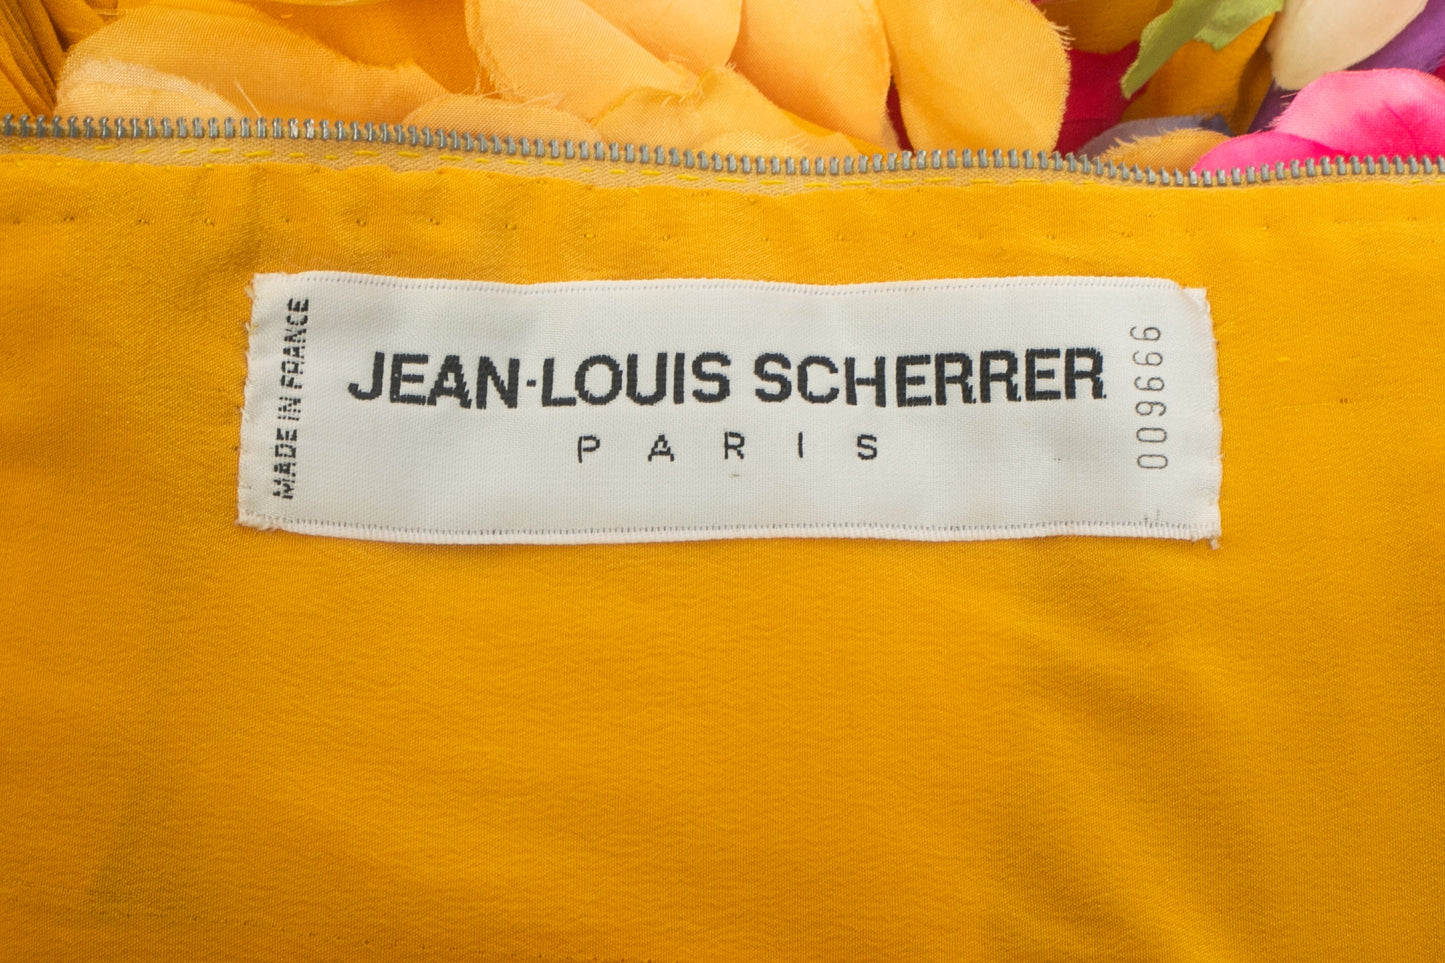 MADE IN FRANCE
JEAN-LOUIS SCHERRER
PARIS
009666